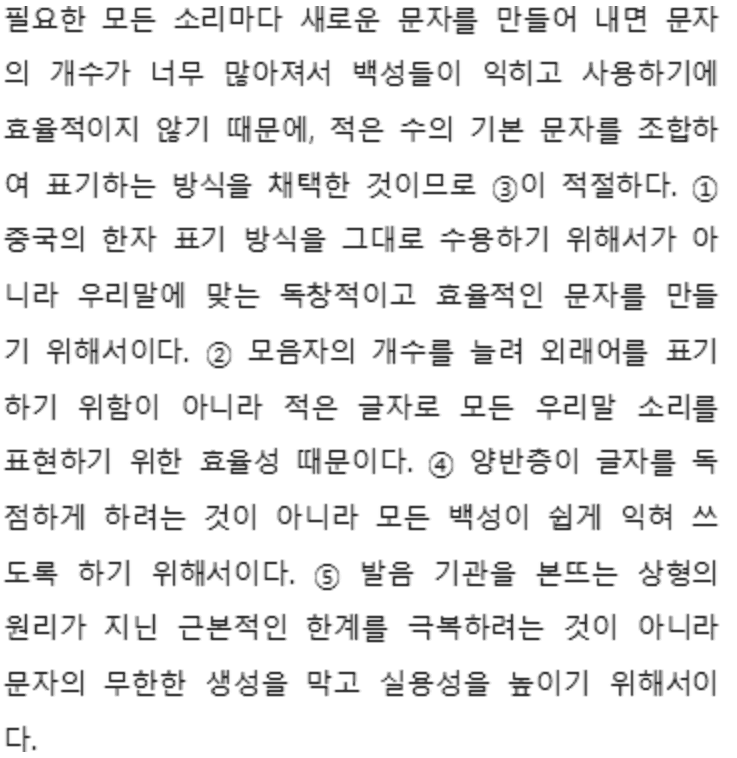 필요한 모든 소리마다 새로운 문자를 만들어 내면 문자
의 개수가 너무 많아져서 백성들이 익히고 사용하기에
효율적이지 않기 때문에, 적은 수의 기본 문자를 조합하
여 표기하는 방식을 채택한 것이므로 ③이 적절하다. ①
중국의 한자 표기 방식을 그대로 수용하기 위해서가 아
니라 우리말에 맞는 독창적이고 효율적인 문자를 만들
기 위해서이다. ② 모음자의 개수를 늘려 외래어를 표기
하기 위함이 아니라 적은 글자로 모든 우리말 소리를
표현하기 위한 효율성 때문이다. ④ 양반층이 글자를 독
점하게 하려는 것이 아니라 모든 백성이 쉽게 익혀 쓰
도록 하기 위해서이다. ⑤ 발음 기관을 본뜨는 상형의
원리가 지닌 근본적인 한계를 극복하려는 것이 아니라
문자의 무한한 생성을 막고 실용성을 높이기 위해서이
다.